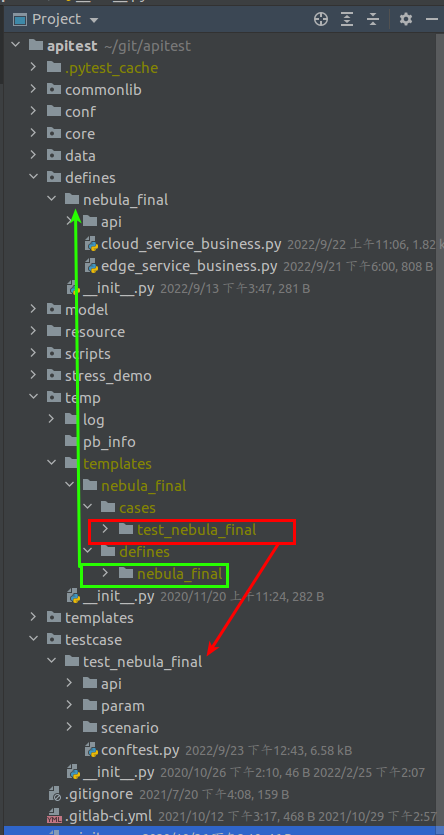 Project
apitest ~/git/apitest
.pytest_cache
commonlib
conf
core
data
defines
nebula_final
api
cloud_service_business.py 2022/9/22 上午11:06, 1.82 k
edge_service_business.py 2022/9/21 下午6:00, 808 B
__init__.py 2022/9/13 下午3:47, 281 B
model
resource
scripts
stress_demo
temp
log
pb_info
templates
nebula_final
cases
test_nebula_final
defines
nebula_final
__init__.py 2020/11/20 上午11:24, 282 B
templates
testcase
test_nebula_final
api
param
scenario
conftest.py 2022/9/23 下午12:43, 6.58 kB
__init__.py 2020/10/26 下午2:10, 46 B 2022/2/25 下午2:07
.gitignore 2021/7/20 下午4:08, 159 B
.gitlab-ci.yml 2021/10/12 下午3:17, 468 B 2021/10/29 下午2:57